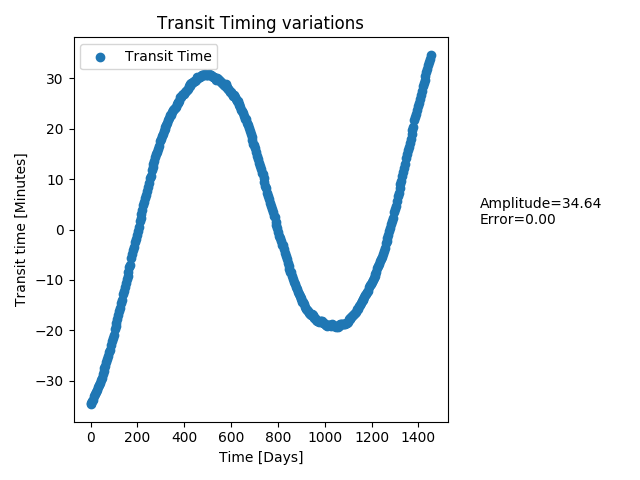 Transit Timing variations
Transit Time
30
20
10
0
−10
−20
−30
Transit time [Minutes]
0 200 400 600 800 1000 1200 1400
Time [Days]
Amplitude=34.64
Error=0.00